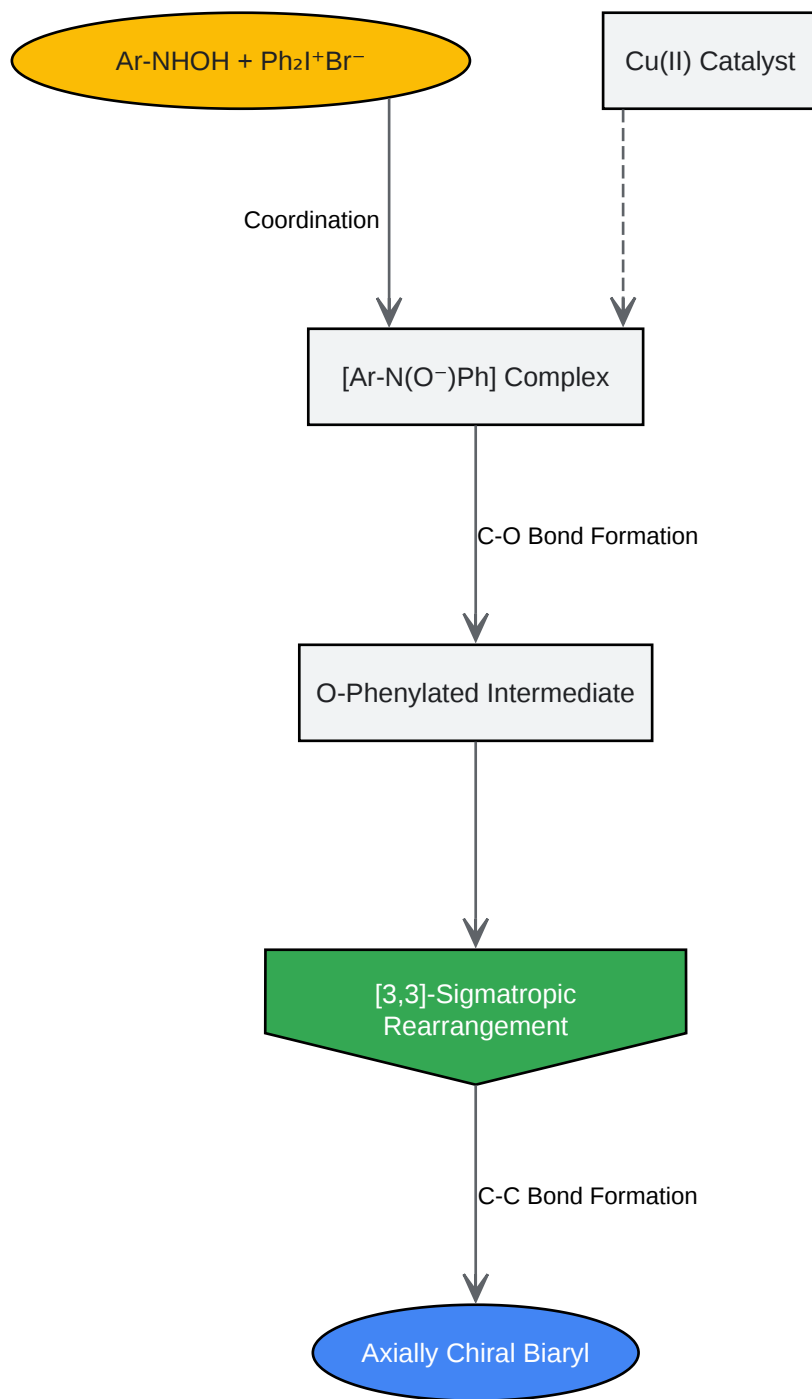 Ar-NHOH + Ph₂I⁺Br⁻
Cu(II) Catalyst
Coordination
[Ar-N(O⁻)Ph] Complex
C-O Bond Formation
O-Phenylated Intermediate
[3,3]-Sigmatropic
Rearrangement
C-C Bond Formation
Axially Chiral Biaryl